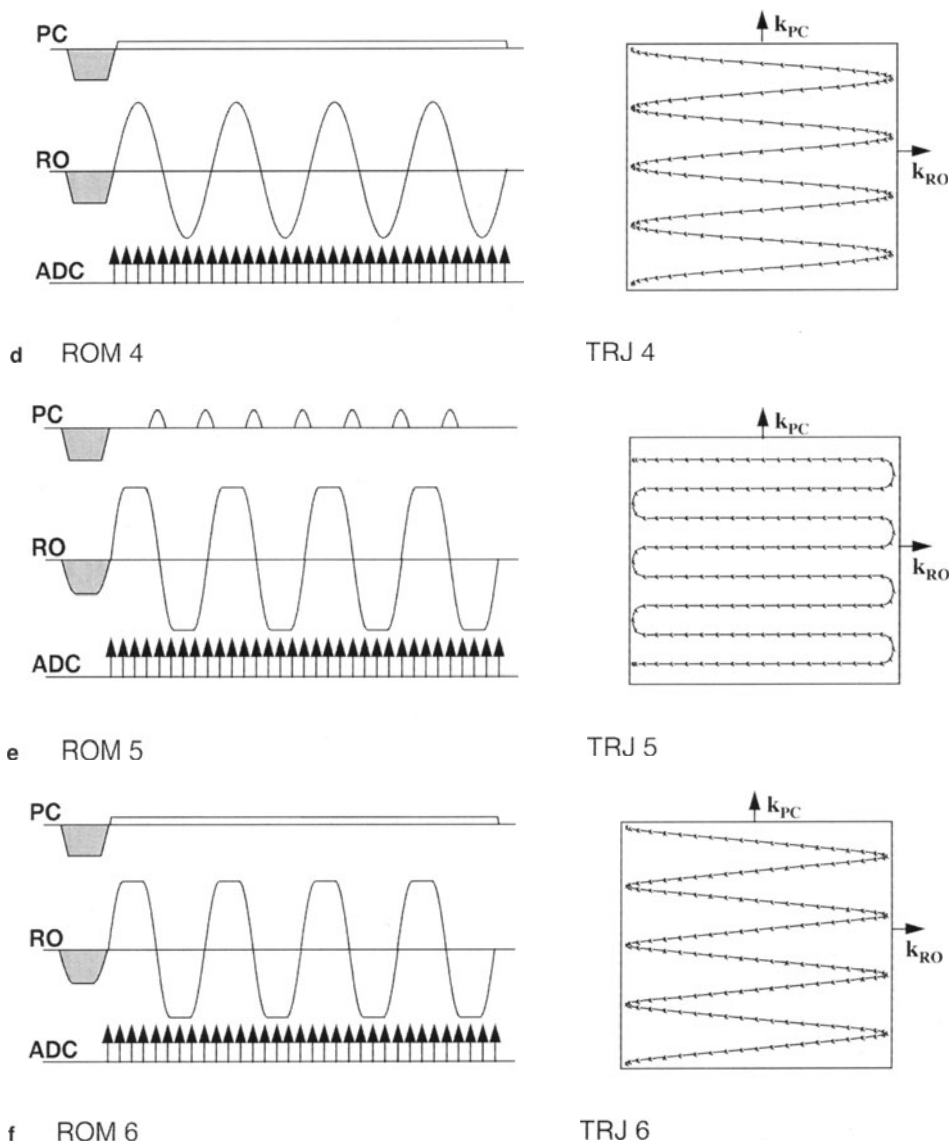 PC
k_PC
RO
k_RO
ADC
d ROM 4
TRJ 4
PC
k_PC
RO
k_RO
ADC
e ROM 5
TRJ 5
PC
k_PC
RO
k_RO
ADC
f ROM 6
TRJ 6